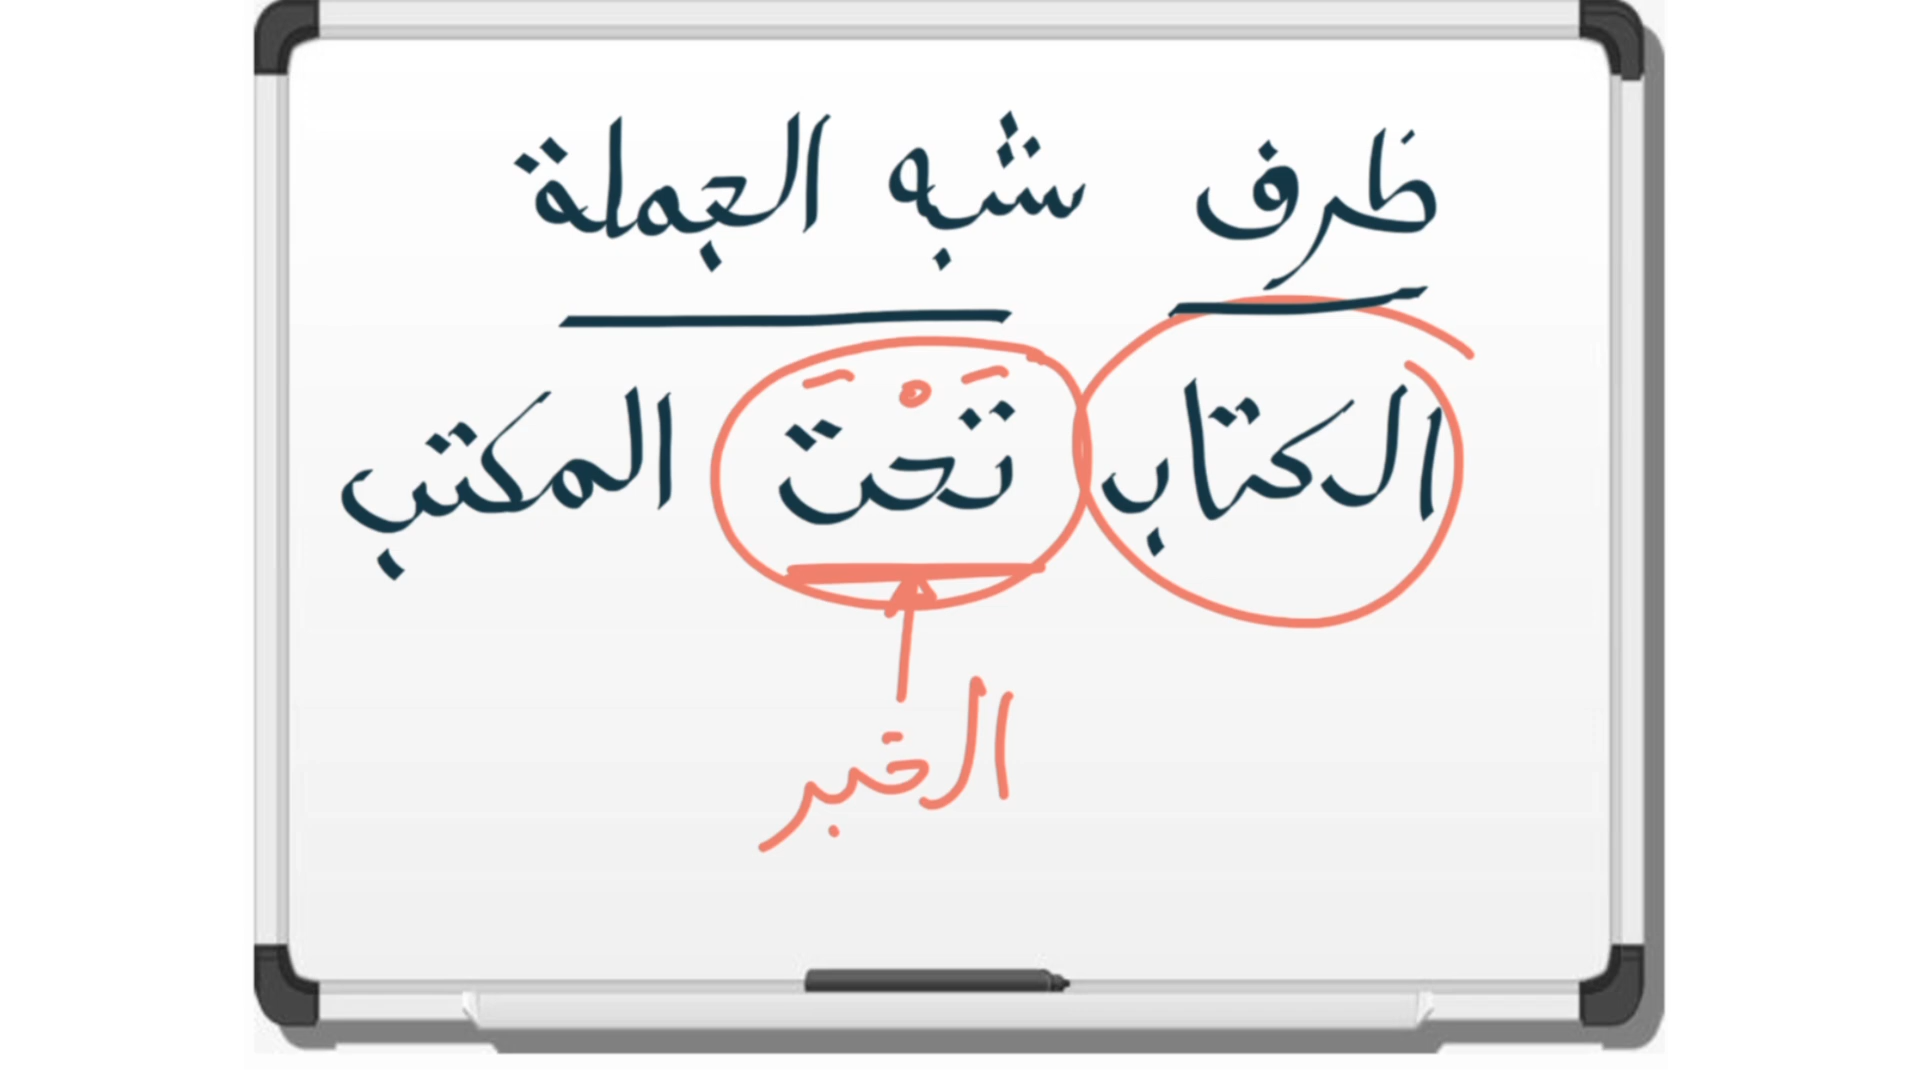 ظرف شبه الجملة
الكتاب تَحْتَ المكتب
الخبر